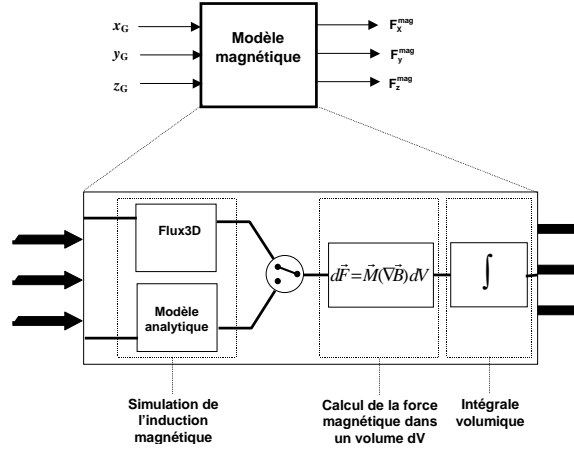 x_G
y_G
z_G
Modèle
magnétique
F_x^mag
F_y^mag
F_z^mag
Flux3D
Modèle
analytique
dF⃗ = M⃗(∇B⃗)dV
∫
Simulation de
l'induction
magnétique
Calcul de la force
magnétique dans
un volume dV
Intégrale
volumique